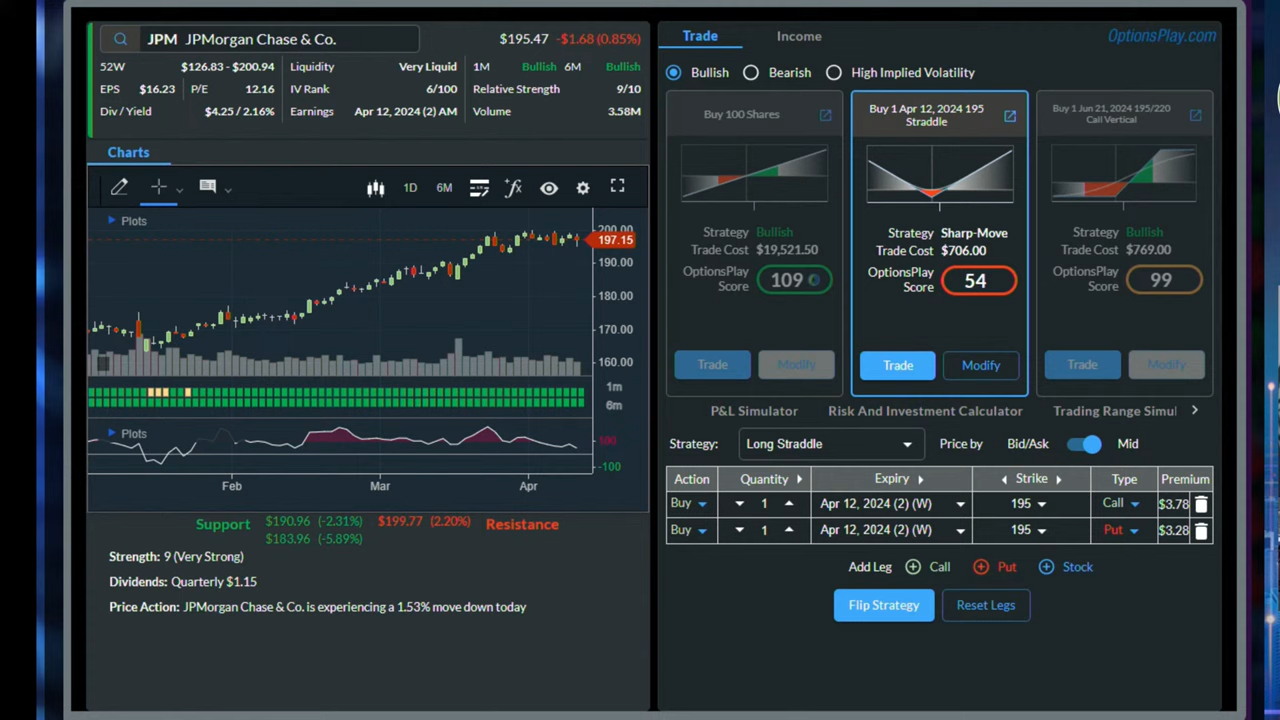 JPM JPMorgan Chase & Co.
$195.47 -$1.68 (0.85%)
52W $126.83 - $200.94 Liquidity Very Liquid 1M Bullish 6M Bullish
EPS $16.23 P/E 12.16 IV Rank 6/100 Relative Strength 9/10
Div / Yield $4.25 / 2.16% Earnings Apr 12, 2024 (2) AM Volume 3.58M
Charts
1D 6M
Plots
200.00
197.15
190.00
180.00
170.00
160.00
1m
6m
Plots
100
-100
Feb Mar Apr
Support $190.96 (-2.31%) $199.77 (2.20%) Resistance
$183.96 (-5.89%)
Strength: 9 (Very Strong)
Dividends: Quarterly $1.15
Price Action: JPMorgan Chase & Co. is experiencing a 1.53% move down today
Trade Income OptionsPlay.com
Bullish Bearish High Implied Volatility
Buy 100 Shares
Strategy Bullish
Trade Cost $19,521.50
OptionsPlay
Score 109
Trade Modify
Buy 1 Apr 12, 2024 195
Straddle
Strategy Sharp-Move
Trade Cost $706.00
OptionsPlay
Score 54
Trade Modify
Buy 1 Jun 21, 2024 195/220
Call Vertical
Strategy Bullish
Trade Cost $769.00
OptionsPlay
Score 99
Trade Modify
P&L Simulator Risk And Investment Calculator Trading Range Simul
Strategy: Long Straddle Price by Bid/Ask Mid
Action Quantity Expiry Strike Type Premium
Buy 1 Apr 12, 2024 (2) (W) 195 Call $3.78
Buy 1 Apr 12, 2024 (2) (W) 195 Put $3.28
Add Leg Call Put Stock
Flip Strategy Reset Legs